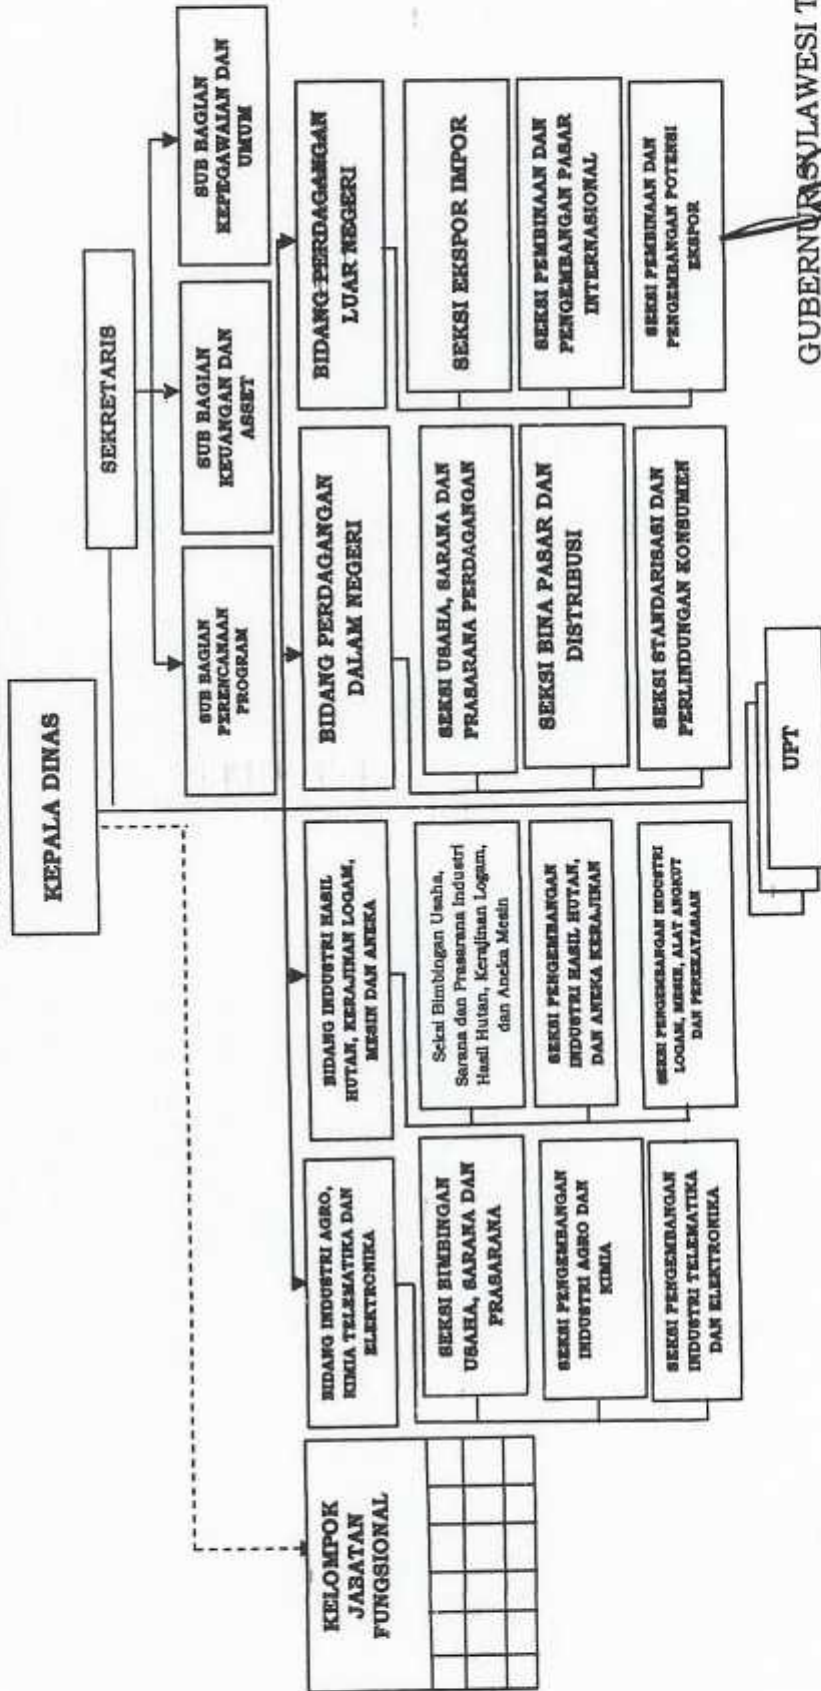 KEPALA DINAS
SEKRETARIS
SUB BAGIAN
PERENCANAAN
PROGRAM
SUB BAGIAN
KEUANGAN DAN
ASSET
SUB BAGIAN
KEPEGAWAIAN DAN
UMUM
KELOMPOK
JABATAN
FUNGSIONAL
BIDANG INDUSTRI AGRO,
KIMIA TELEMATIKA DAN
ELEKTRONIKA
SEKSI BIMBINGAN
USAHA, SARANA DAN
PRASARANA
SEKSI PENGEMBANGAN
INDUSTRI AGRO DAN
KIMIA
SEKSI PENGEMBANGAN
INDUSTRI TELEMATIKA
DAN ELEKTRONIKA
BIDANG INDUSTRI HASIL
HUTAN, KERAJINAN LOGAM,
MESIN DAN ANEKA
Seksi Bimbingan Usaha,
Sarana dan Prasarana Industri
Hasil Hutan, Kerajinan Logam,
dan Aneka Mesin
SEKSI PENGEMBANGAN
INDUSTRI HASIL HUTAN,
DAN ANEKA KERAJINAN
SEKSI PENGEMBANGAN INDUSTRI
LOGAM, MESIN, ALAT ANGKUT
DAN PEREKAYASAAN
BIDANG PERDAGANGAN
DALAM NEGERI
SEKSI USAHA, SARANA DAN
PRASARANA PERDAGANGAN
SEKSI BINA PASAR DAN
DISTRIBUSI
SEKSI STANDARISASI DAN
PERLINDUNGAN KONSUMEN
BIDANG PERDAGANGAN
LUAR NEGERI
SEKSI EKSPOR IMPOR
SEKSI PEMBINAAN DAN
PENGEMBANGAN PASAR
INTERNASIONAL
SEKSI PEMBINAAN DAN
PENGEMBANGAN POTENSI
EKSPOR
UPT
GUBERNUR SULAWESI T